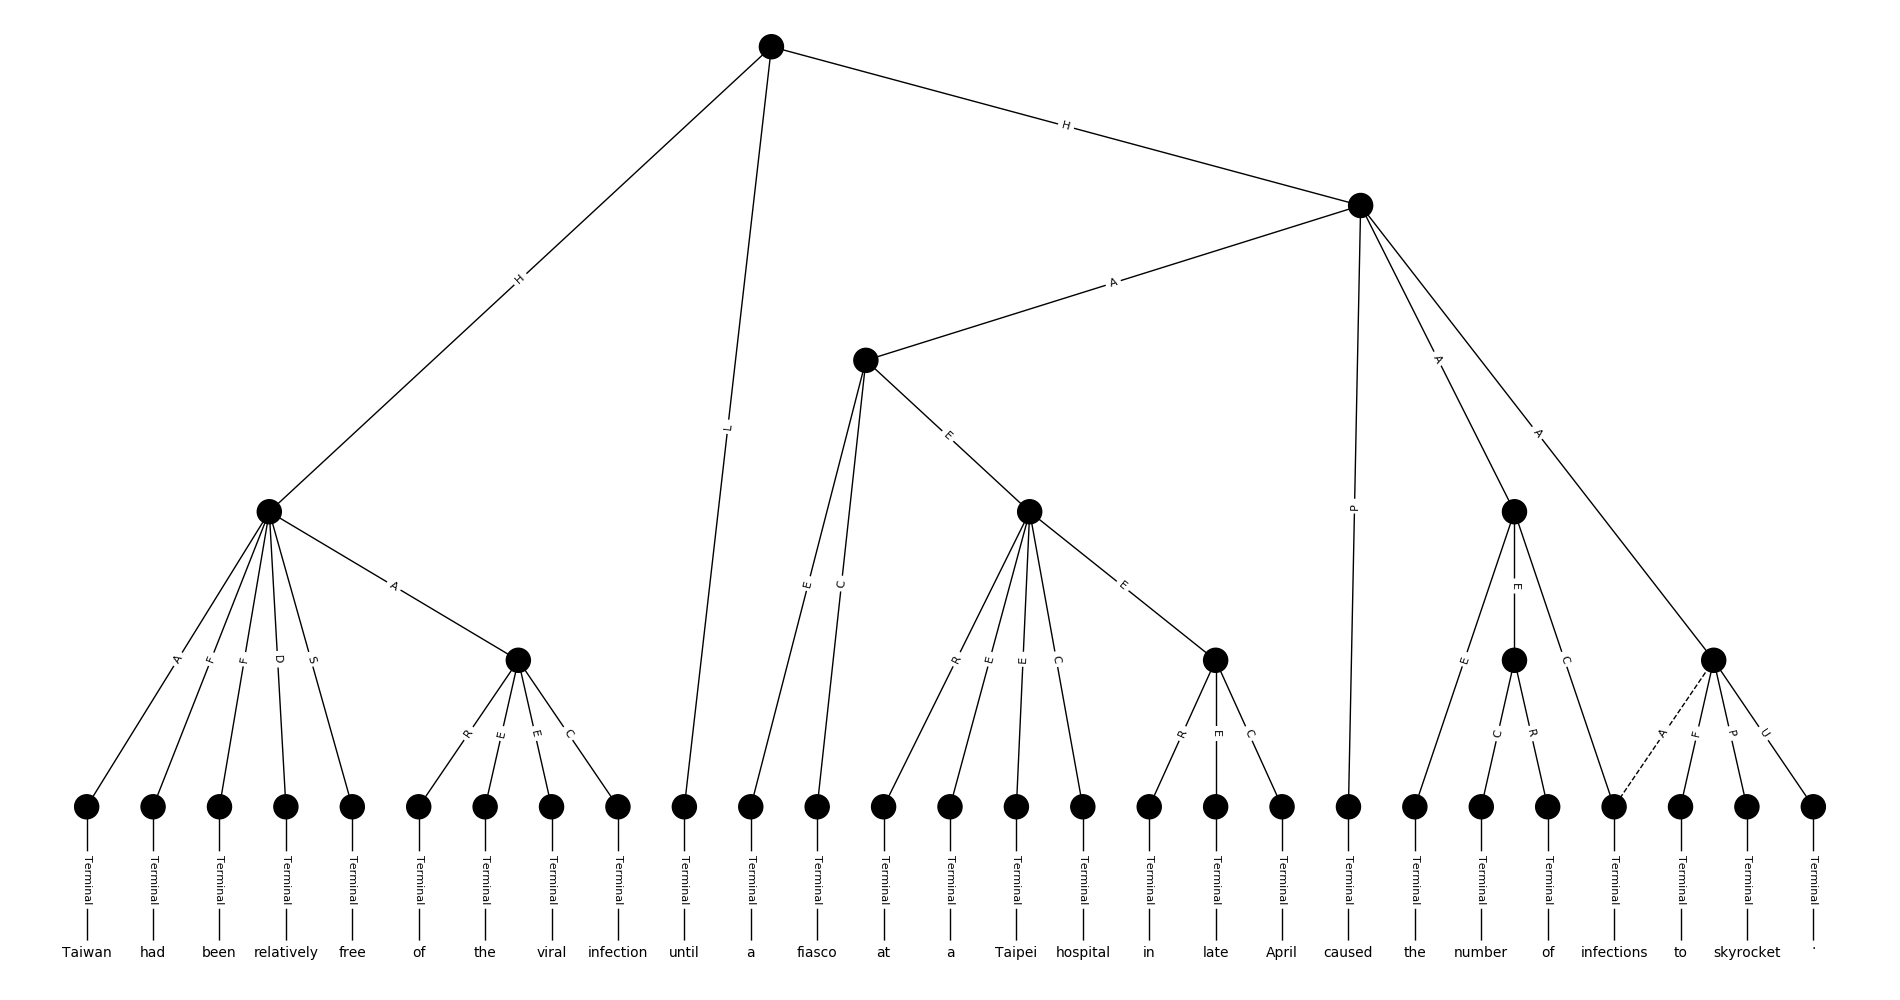 H
H
A
A
A
L
E
P
A
E
C
E
A
F
F
D
S
R
E
E
C
E
C
R
E
E
C
R
E
C
C
R
A
F
P
U
Terminal Terminal Terminal Terminal Terminal Terminal Terminal Terminal Terminal Terminal Terminal Terminal Terminal Terminal Terminal Terminal Terminal Terminal Terminal Terminal Terminal Terminal Terminal Terminal Terminal Terminal Terminal
Taiwan had been relatively free of the viral infection until a fiasco at a Taipei hospital in late April caused the number of infections to skyrocket .